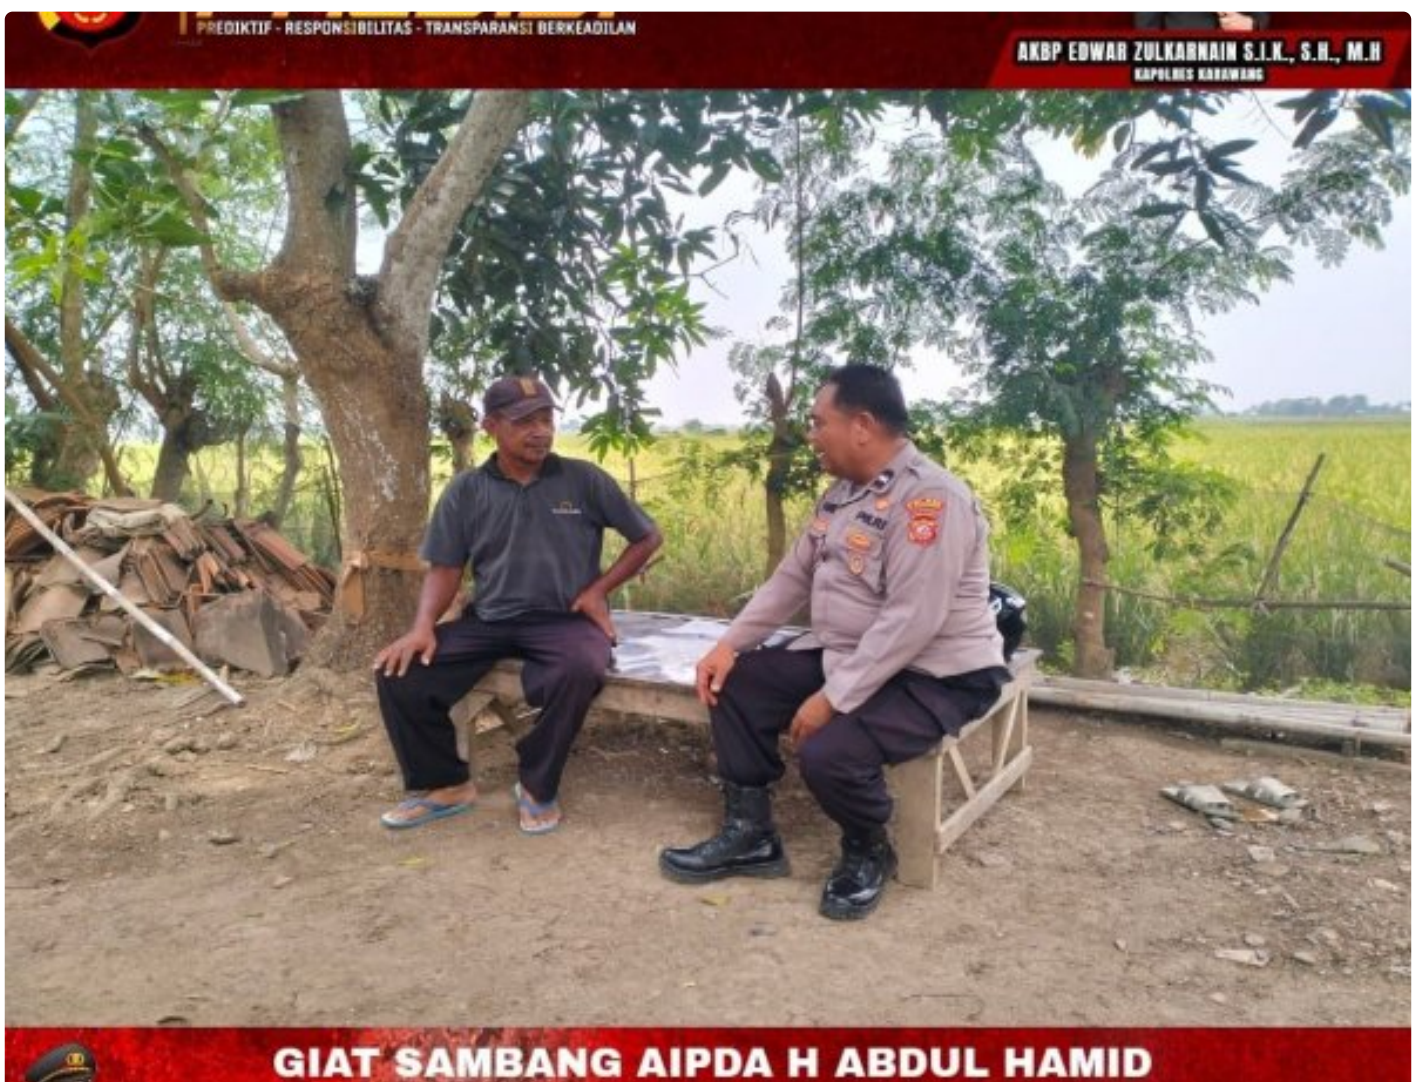 PREDIKTIF - RESPONSIBILITAS - TRANSPARANSI BERKEADILAN
AKBP EDWAR ZULKARNAIN S.I.K., S.H., M.H
KAPOLRES KARAWANG
GIAT SAMBANG AIPDA H ABDUL HAMID